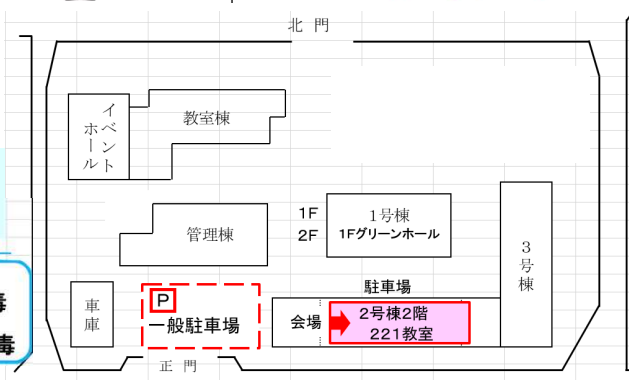 北 門
イベント
ホール
教室棟
管理棟
1F
2F
1号棟
1Fグリーンホール
3号棟
車庫
P
一般駐車場
駐車場
会場
2号棟2階
221教室
正 門
毒
毒